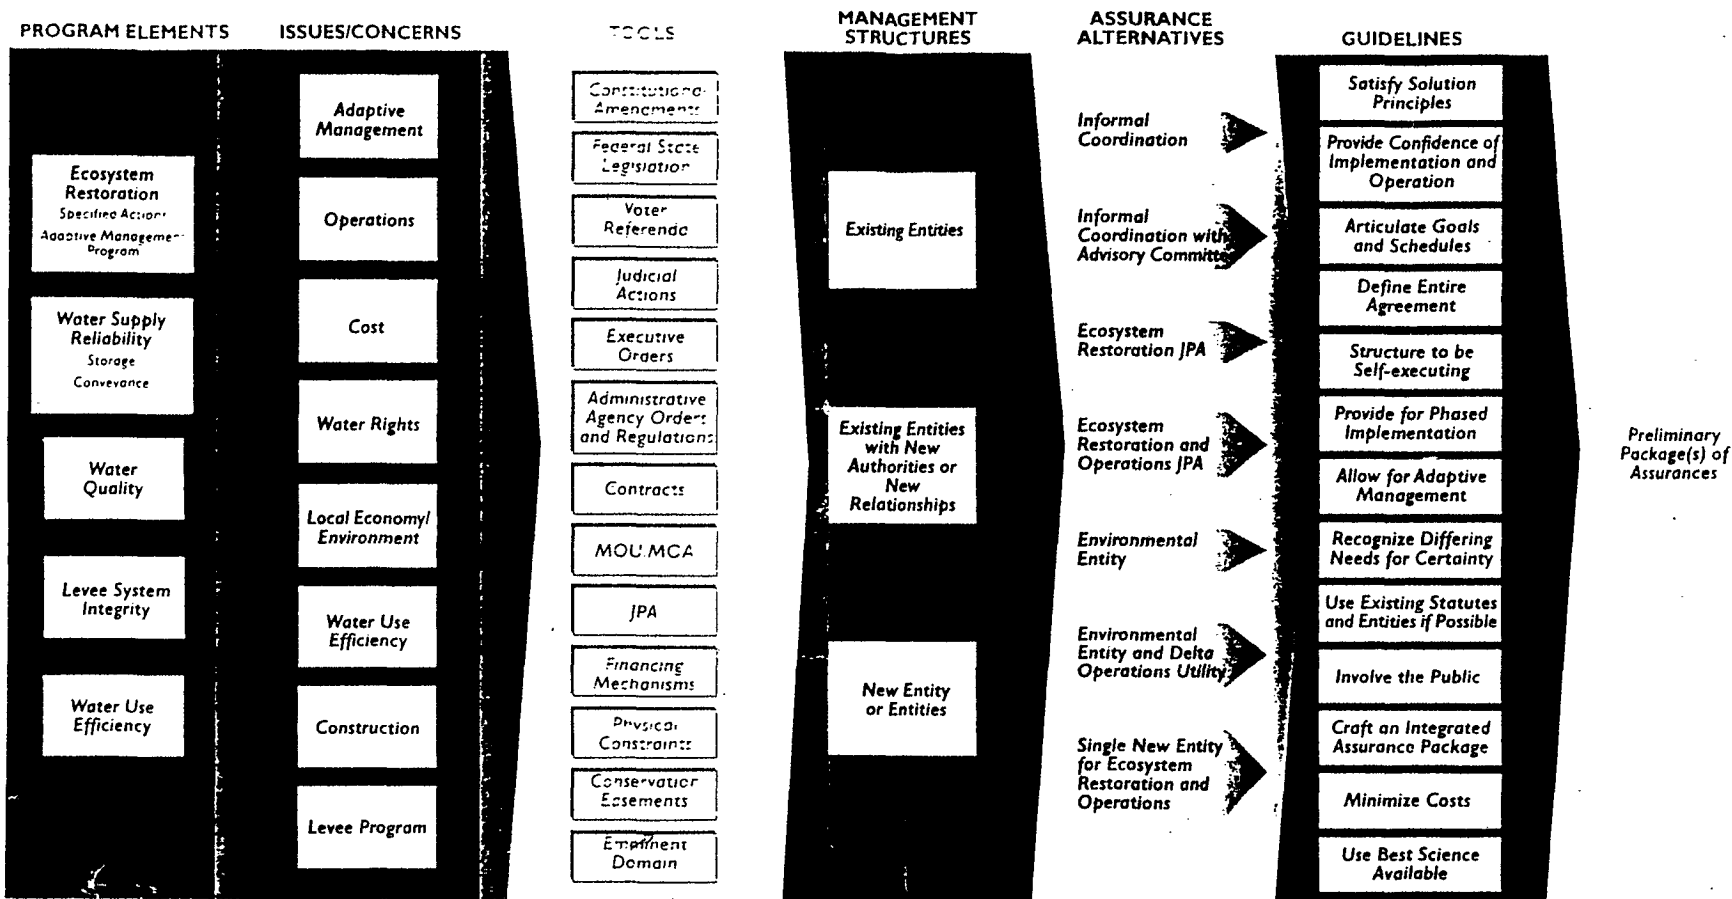 PROGRAM ELEMENTS
Ecosystem
Restoration
Specified Actions
Adaptive Management
Program
Water Supply
Reliability
Storage
Conveyance
Water
Quality
Levee System
Integrity
Water Use
Efficiency
ISSUES/CONCERNS
Adaptive
Management
Operations
Cost
Water Rights
Local Economy/
Environment
Water Use
Efficiency
Construction
Levee Program
TOOLS
Constitutional
Amendments
Federal State
Legislation
Voter
Referenda
Judicial
Actions
Executive
Orders
Administrative
Agency Orders
and Regulations
Contracts
MOU/MCA
JPA
Financing
Mechanisms
Physical
Constraints
Conservation
Easements
Eminent
Domain
MANAGEMENT
STRUCTURES
Existing Entities
Existing Entities
with New
Authorities or
New
Relationships
New Entity
or Entities
ASSURANCE
ALTERNATIVES
Informal
Coordination
Informal
Coordination with
Advisory Committee
Ecosystem
Restoration JPA
Ecosystem
Restoration and
Operations JPA
Environmental
Entity
Environmental
Entity and Delta
Operations Utility
Single New Entity
for Ecosystem
Restoration and
Operations
GUIDELINES
Satisfy Solution
Principles
Provide Confidence of
Implementation and
Operation
Articulate Goals
and Schedules
Define Entire
Agreement
Structure to be
Self-executing
Provide for Phased
Implementation
Allow for Adaptive
Management
Recognize Differing
Needs for Certainty
Use Existing Statutes
and Entities if Possible
Involve the Public
Craft an Integrated
Assurance Package
Minimize Costs
Use Best Science
Available
Preliminary
Package(s) of
Assurances